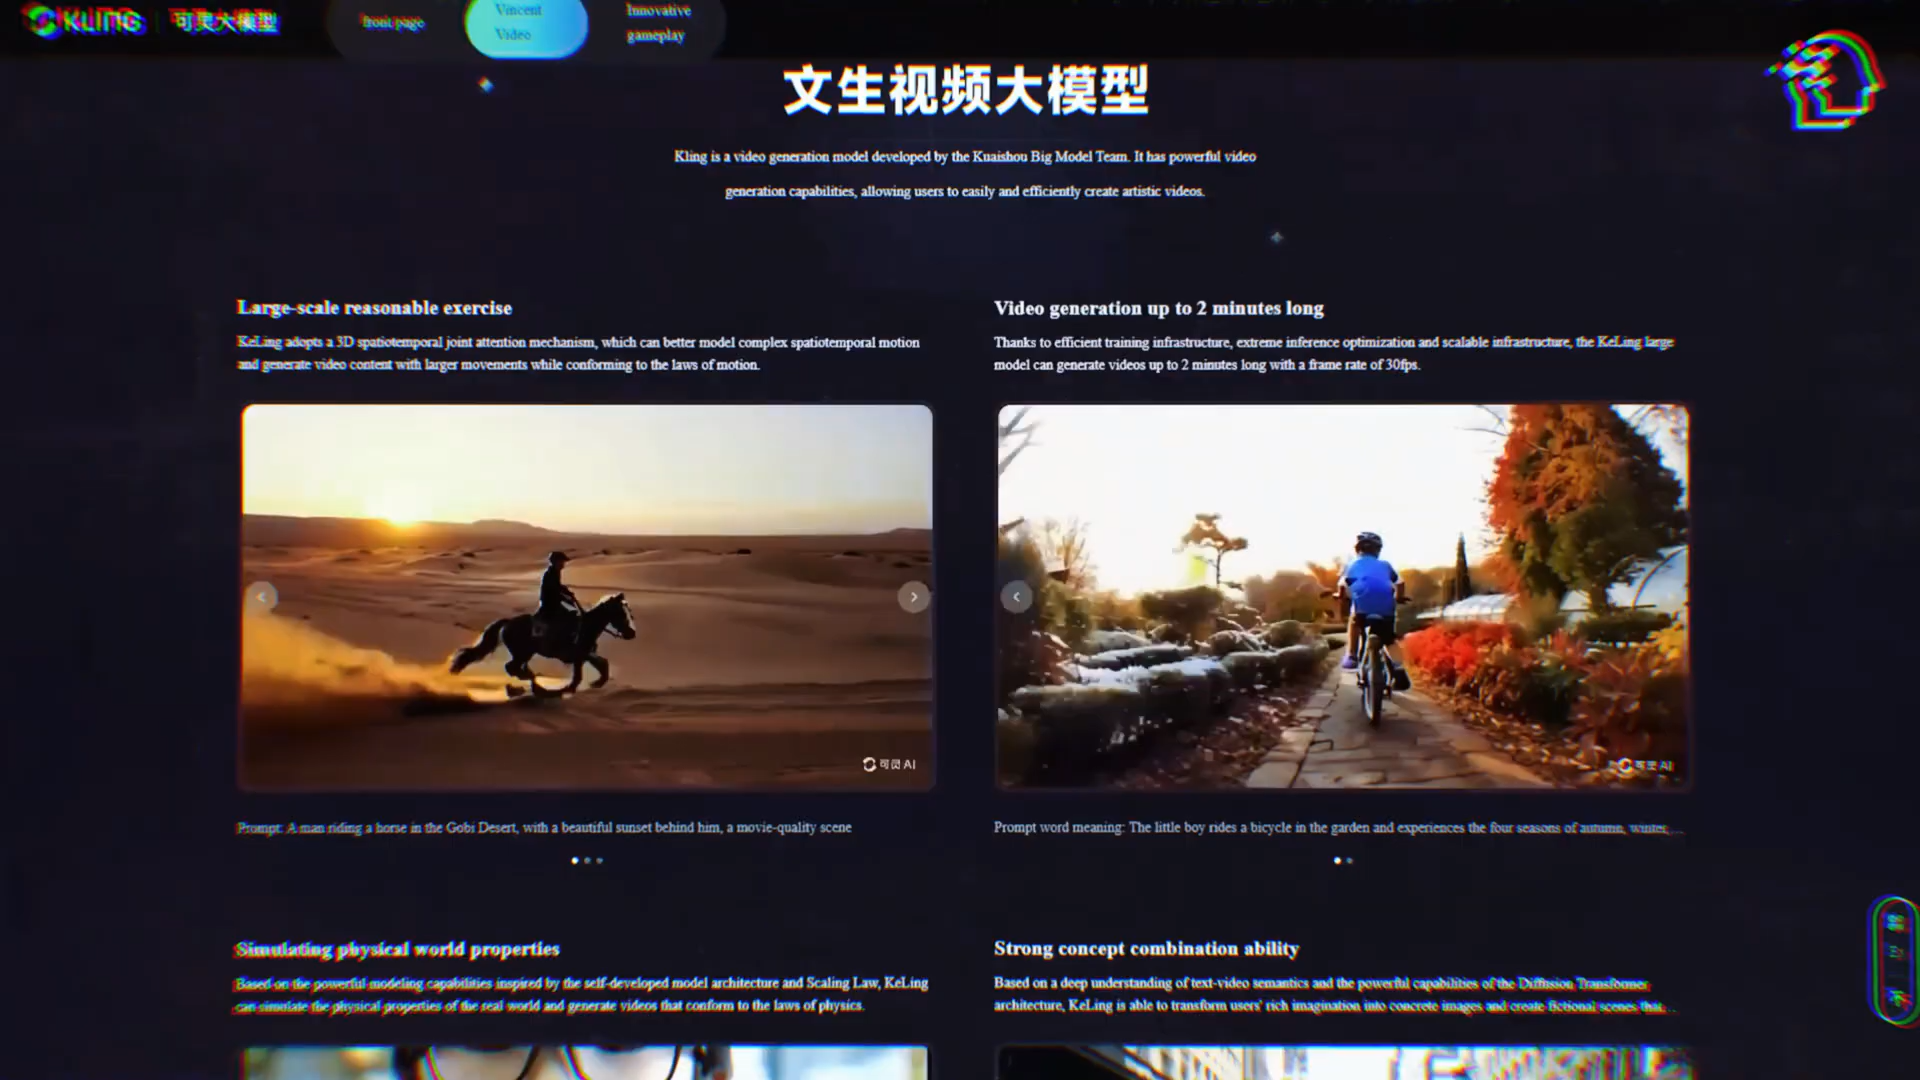 KLING 可灵大模型
front page
Vincent
Video
Innovative
gameplay
文生视频大模型
Kling is a video generation model developed by the Kuaishou Big Model Team. It has powerful video
generation capabilities, allowing users to easily and efficiently create artistic videos.
Large-scale reasonable exercise
KeLing adopts a 3D spatiotemporal joint attention mechanism, which can better model complex spatiotemporal motion
and generate video content with larger movements while conforming to the laws of motion.
可灵 AI
Prompt: A man riding a horse in the Gobi Desert, with a beautiful sunset behind him, a movie-quality scene
Video generation up to 2 minutes long
Thanks to efficient training infrastructure, extreme inference optimization and scalable infrastructure, the KeLing large
model can generate videos up to 2 minutes long with a frame rate of 30fps.
可灵 AI
Prompt word meaning: The little boy rides a bicycle in the garden and experiences the four seasons of autumn, winter,...
Simulating physical world properties
Based on the powerful modeling capabilities inspired by the self-developed model architecture and Scaling Law, KeLing
can simulate the physical properties of the real world and generate videos that conform to the laws of physics.
Strong concept combination ability
Based on a deep understanding of text-video semantics and the powerful capabilities of the Diffusion Transformer
architecture, KeLing is able to transform users' rich imagination into concrete images and create fictional scenes that...